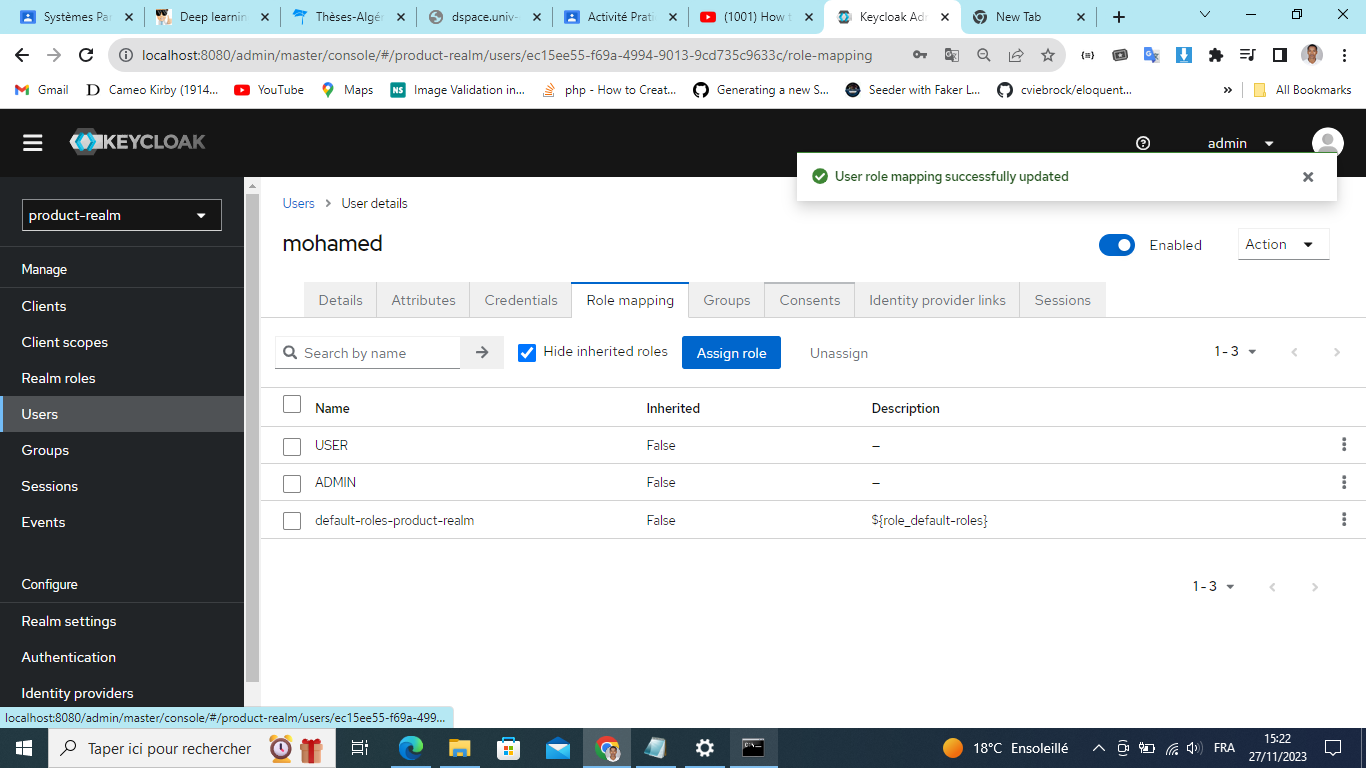 Systèmes Par
Deep learnin
Thèses-Algé
dspace.univ-
Activité Prati
(1001) How t
Keycloak Adr
New Tab
localhost:8080/admin/master/console/#/product-realm/users/ec15ee55-f69a-4994-9013-9cd735c9633c/role-mapping
Gmail
Cameo Kirby (1914...
YouTube
Maps
Image Validation in...
php - How to Creat...
Generating a new S...
Seeder with Faker L...
cviebrock/eloquent...
»
All Bookmarks
KEYCLOAK
admin
User role mapping successfully updated
product-realm
Manage
Clients
Client scopes
Realm roles
Users
Groups
Sessions
Events
Configure
Realm settings
Authentication
Identity providers
Users > User details
mohamed
Enabled
Action
Details
Attributes
Credentials
Role mapping
Groups
Consents
Identity provider links
Sessions
Search by name
Hide inherited roles
Assign role
Unassign
1 - 3
Name Inherited Description
USER False –
ADMIN False –
default-roles-product-realm False ${role_default-roles}
1 - 3
localhost:8080/admin/master/console/#/product-realm/users/ec15ee55-f69a-499...
Taper ici pour rechercher
18°C Ensoleillé
FRA
15:22
27/11/2023